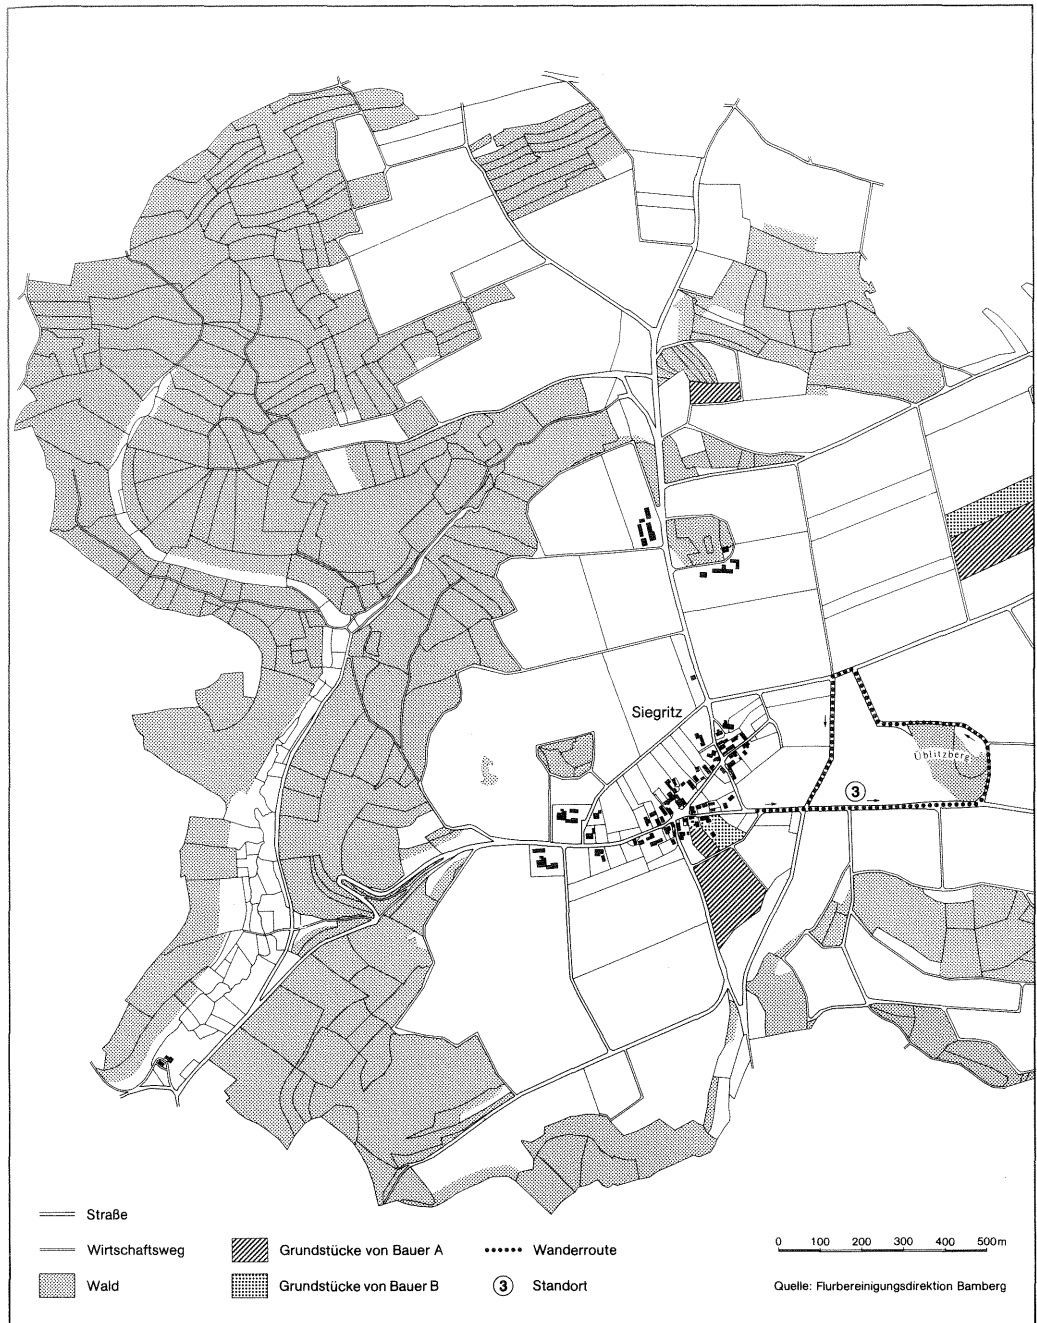 Siegritz
Üblitzberg
3
Straße
Wirtschaftsweg
Wald
Grundstücke von Bauer A
Grundstücke von Bauer B
Wanderroute
3 Standort
0 100 200 300 400 500 m
Quelle: Flurbereinigungsdirektion Bamberg